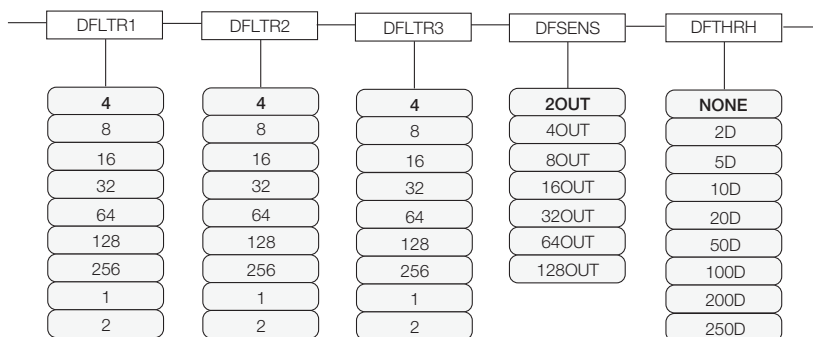 DFLTR1 DFLTR2 DFLTR3 DFSENS DFTHRH
4 4 4 2OUT NONE
8 8 8 4OUT 2D
16 16 16 8OUT 5D
32 32 32 16OUT 10D
64 64 64 32OUT 20D
128 128 128 64OUT 50D
256 256 256 128OUT 100D
1 1 1 200D
2 2 2 250D